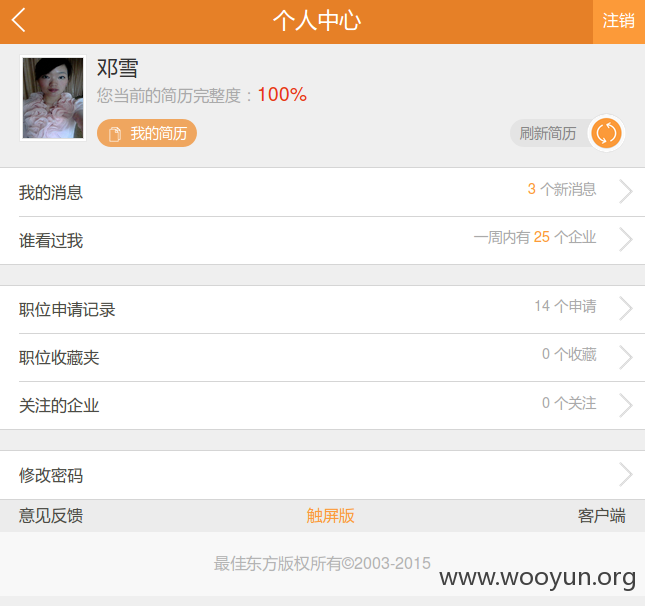 个人中心
注销
邓雪
您当前的简历完整度：100%
我的简历
刷新简历
我的消息
3 个新消息
谁看过我
一周内有 25 个企业
职位申请记录
14 个申请
职位收藏夹
0 个收藏
关注的企业
0 个关注
修改密码
意见反馈
触屏版
客户端
最佳东方版权所有©2003-2015
www.wooyun.org